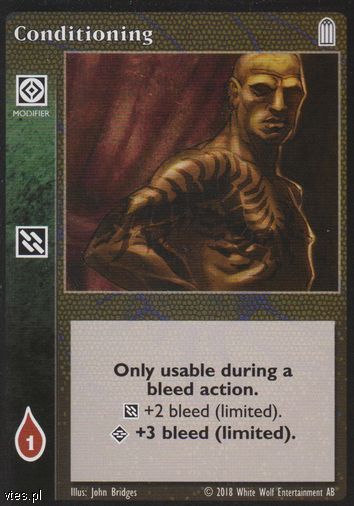 Conditioning
MODIFIER
Only usable during a
bleed action.
+2 bleed (limited).
+3 bleed (limited).
1
Illus: John Bridges
© 2018 White Wolf Entertainment AB
vtes.pl